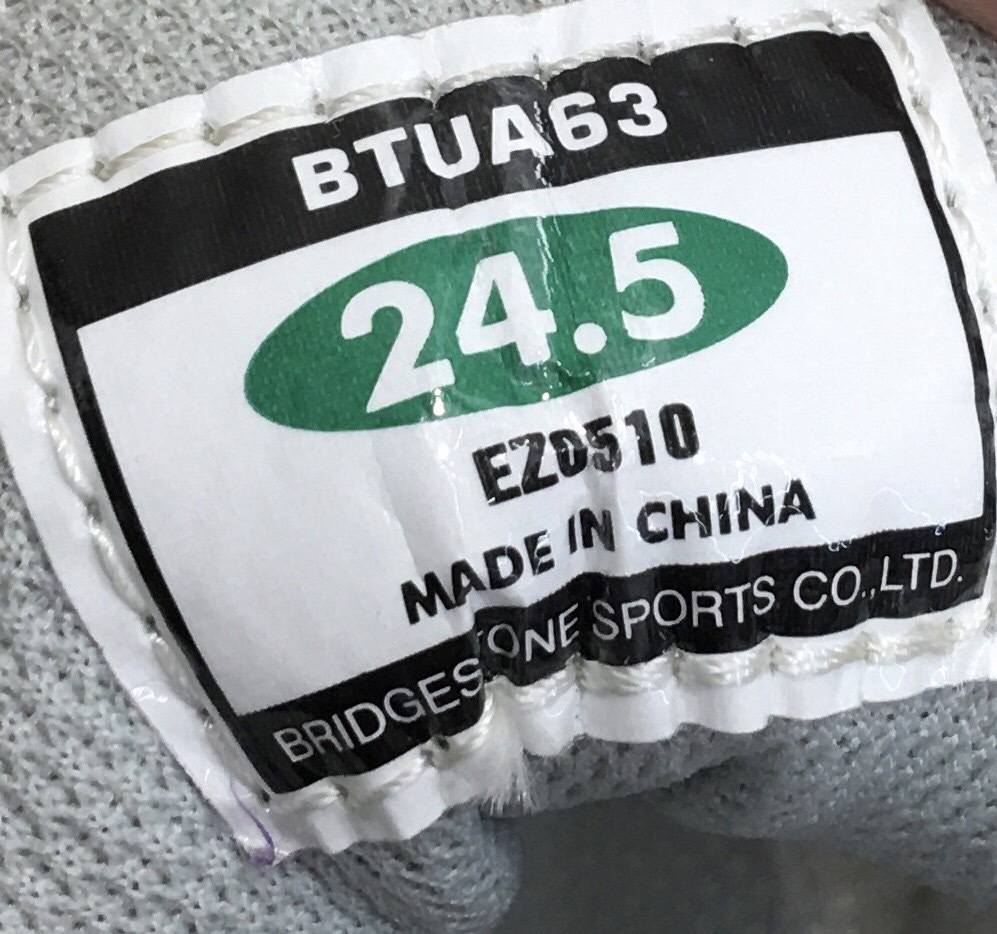 BTUA63
24.5
EZ0510
MADE IN CHINA
BRIDGESTONE SPORTS CO.,LTD.